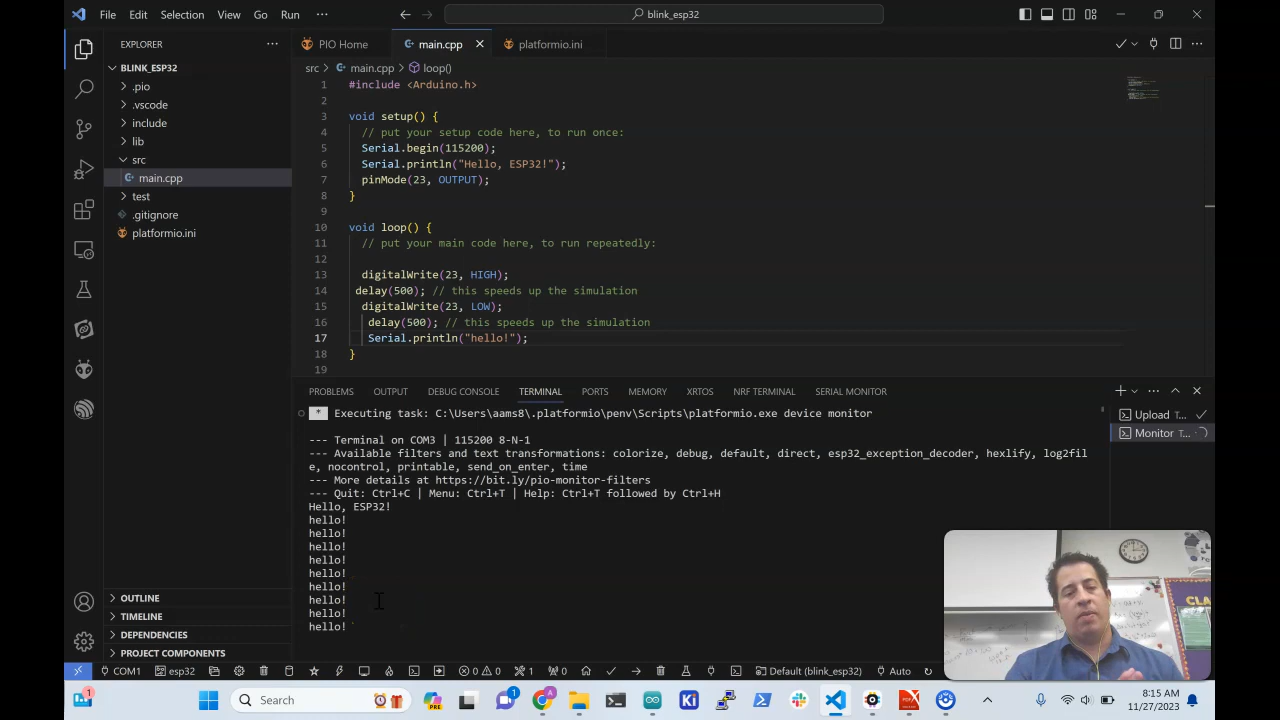 File Edit Selection View Go Run ··· blink_esp32
EXPLORER
BLINK_ESP32
.pio
.vscode
include
lib
src
main.cpp
test
.gitignore
platformio.ini
OUTLINE
TIMELINE
DEPENDENCIES
PROJECT COMPONENTS
PIO Home main.cpp platformio.ini
src > main.cpp > loop()
1 #include <Arduino.h>
2
3 void setup() {
4 // put your setup code here, to run once:
5 Serial.begin(115200);
6 Serial.println("Hello, ESP32!");
7 pinMode(23, OUTPUT);
8 }
9
10 void loop() {
11 // put your main code here, to run repeatedly:
12
13 digitalWrite(23, HIGH);
14 delay(500); // this speeds up the simulation
15 digitalWrite(23, LOW);
16 delay(500); // this speeds up the simulation
17 Serial.println("hello!");
18 }
19
PROBLEMS OUTPUT DEBUG CONSOLE TERMINAL PORTS MEMORY XRTOS NRF TERMINAL SERIAL MONITOR
* Executing task: C:\Users\aams8\.platformio\penv\Scripts\platformio.exe device monitor
--- Terminal on COM3 | 115200 8-N-1
--- Available filters and text transformations: colorize, debug, default, direct, esp32_exception_decoder, hexlify, log2fil
e, nocontrol, printable, send_on_enter, time
--- More details at https://bit.ly/pio-monitor-filters
--- Quit: Ctrl+C | Menu: Ctrl+T | Help: Ctrl+T followed by Ctrl+H
Hello, ESP32!
hello!
hello!
hello!
hello!
hello!
hello!
hello!
hello!
hello!
Upload T...
Monitor T...
COM1 esp32 0 0 1 0 Default (blink_esp32) Auto
1 Search PRE 1 Ki 8:15 AM
11/27/2023